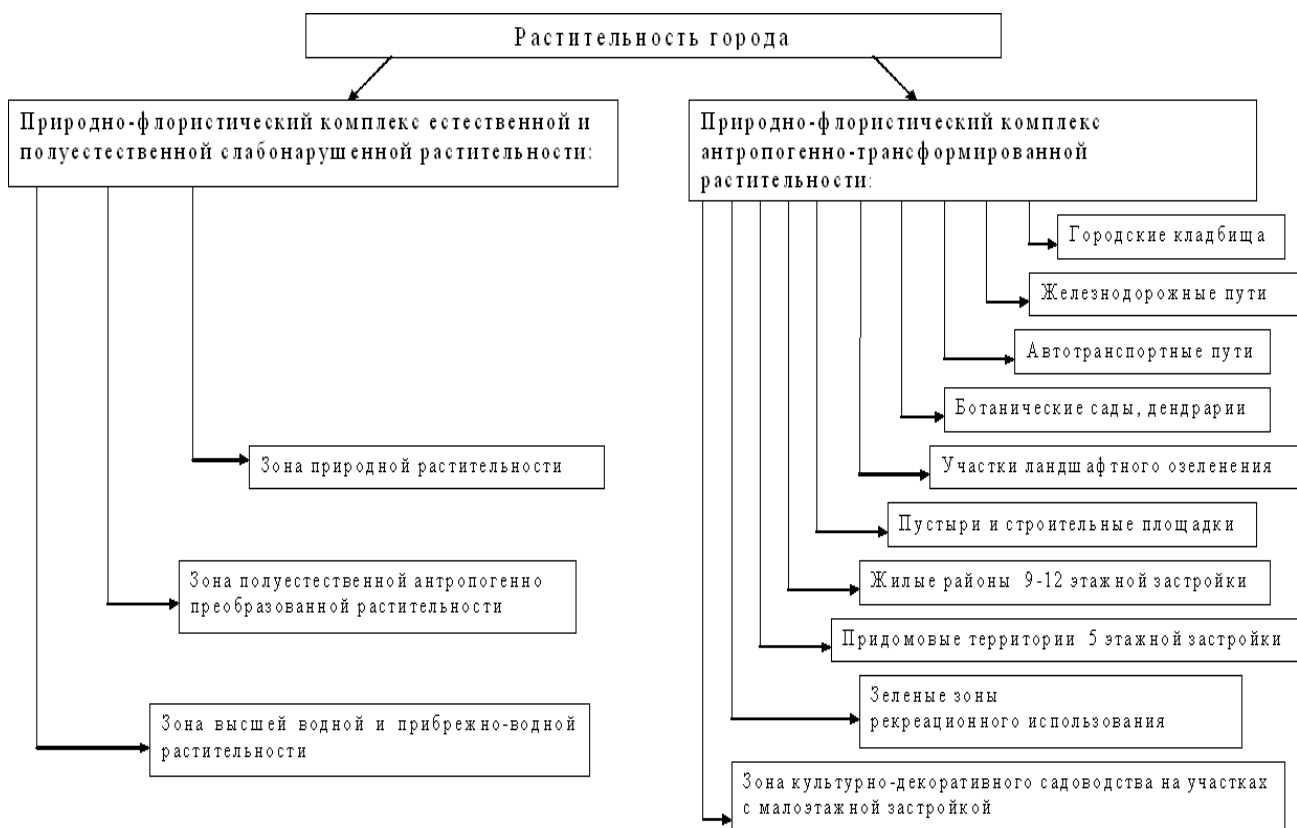 Растительность города
Природно-флористический комплекс естественной и
полуестественной слабонарушенной растительности:
Зона природной растительности
Зона полуестественной антропогенно
преобразованной растительности
Зона высшей водной и прибрежно-водной
растительности
Природно-флористический комплекс
антропогенно-трансформированной
растительности:
Городские кладбища
Железнодорожные пути
Автотранспортные пути
Ботанические сады, дендрарии
Участки ландшафтного озеленения
Пустыри и строительные площадки
Жилые районы 9-12 этажной застройки
Придомовые территории 5 этажной застройки
Зеленые зоны
рекреационного использования
Зона культурно-декоративного садоводства на участках
с малоэтажной застройкой